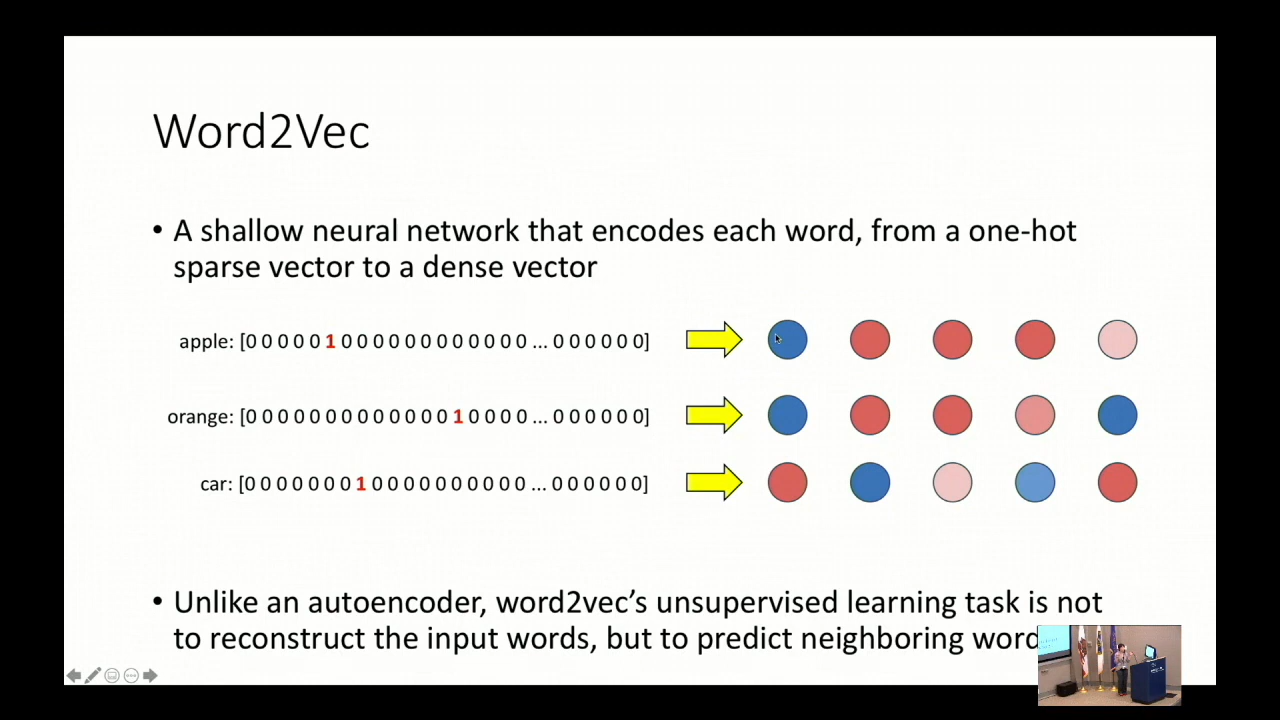 Word2Vec
• A shallow neural network that encodes each word, from a one-hot
sparse vector to a dense vector
apple: [0 0 0 0 0 1 0 0 0 0 0 0 0 0 0 0 0 0 ... 0 0 0 0 0 0]
orange: [0 0 0 0 0 0 0 0 0 0 0 0 0 1 0 0 0 0 ... 0 0 0 0 0 0]
car: [0 0 0 0 0 0 0 1 0 0 0 0 0 0 0 0 0 0 ... 0 0 0 0 0 0]
• Unlike an autoencoder, word2vec's unsupervised learning task is not
to reconstruct the input words, but to predict neighboring word